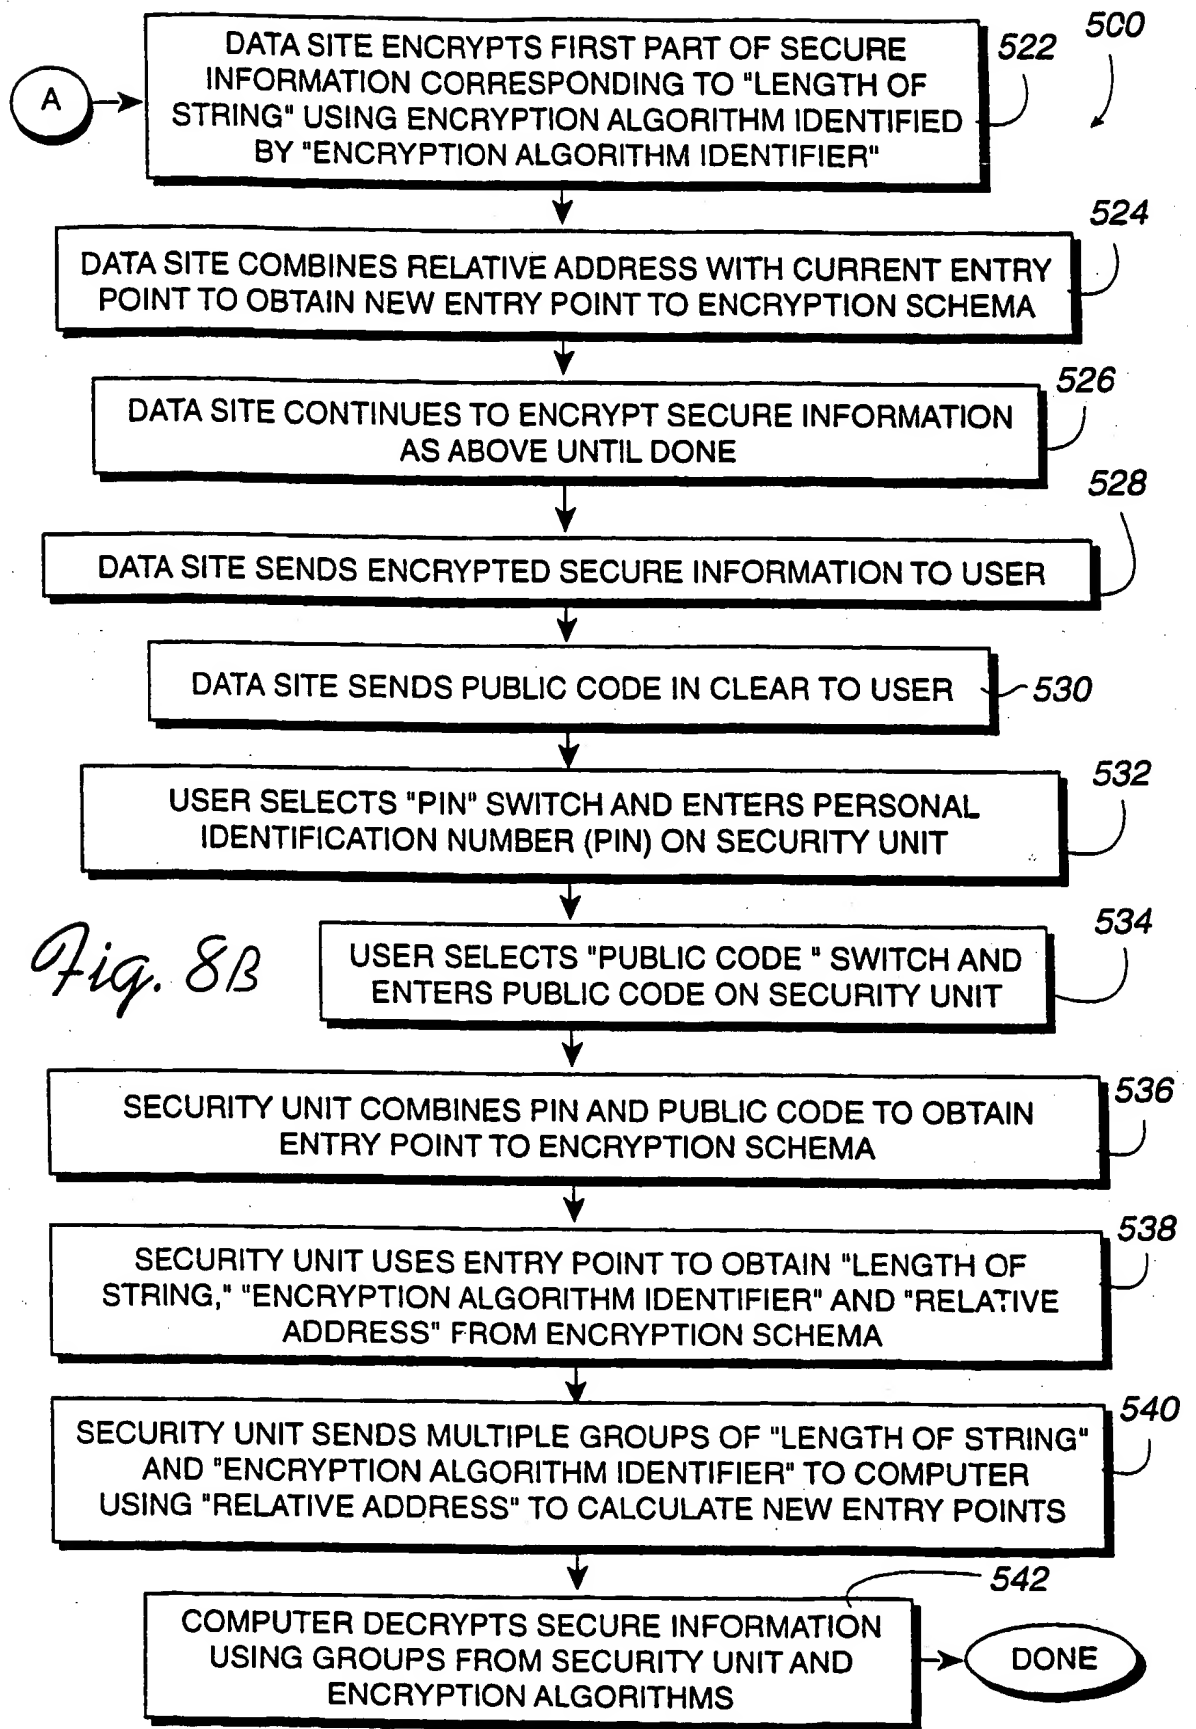 500
DATA SITE ENCRYPTS FIRST PART OF SECURE
INFORMATION CORRESPONDING TO "LENGTH OF
STRING" USING ENCRYPTION ALGORITHM IDENTIFIED
BY "ENCRYPTION ALGORITHM IDENTIFIER"
522
A
524
DATA SITE COMBINES RELATIVE ADDRESS WITH CURRENT ENTRY
POINT TO OBTAIN NEW ENTRY POINT TO ENCRYPTION SCHEMA
526
DATA SITE CONTINUES TO ENCRYPT SECURE INFORMATION
AS ABOVE UNTIL DONE
528
DATA SITE SENDS ENCRYPTED SECURE INFORMATION TO USER
DATA SITE SENDS PUBLIC CODE IN CLEAR TO USER
530
532
USER SELECTS "PIN" SWITCH AND ENTERS PERSONAL
IDENTIFICATION NUMBER (PIN) ON SECURITY UNIT
534
Fig. 8B
USER SELECTS "PUBLIC CODE " SWITCH AND
ENTERS PUBLIC CODE ON SECURITY UNIT
536
SECURITY UNIT COMBINES PIN AND PUBLIC CODE TO OBTAIN
ENTRY POINT TO ENCRYPTION SCHEMA
538
SECURITY UNIT USES ENTRY POINT TO OBTAIN "LENGTH OF
STRING," "ENCRYPTION ALGORITHM IDENTIFIER" AND "RELATIVE
ADDRESS" FROM ENCRYPTION SCHEMA
540
SECURITY UNIT SENDS MULTIPLE GROUPS OF "LENGTH OF STRING"
AND "ENCRYPTION ALGORITHM IDENTIFIER" TO COMPUTER
USING "RELATIVE ADDRESS" TO CALCULATE NEW ENTRY POINTS
542
COMPUTER DECRYPTS SECURE INFORMATION
USING GROUPS FROM SECURITY UNIT AND
ENCRYPTION ALGORITHMS
DONE